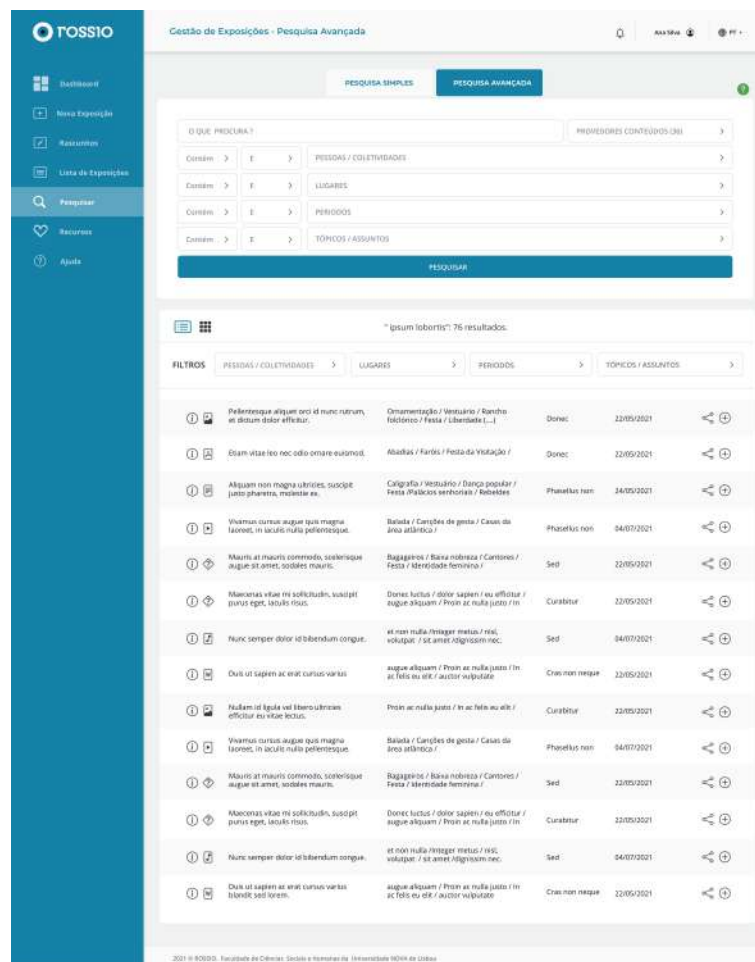 ROSSIO
Gestão de Exposições - Pesquisa Avançada
Ana Silva
PT
Dashboard
Nova Exposição
Rascunhos
Lista de Exposições
Pesquisar
Recursos
Ajuda
PESQUISA SIMPLES
PESQUISA AVANÇADA
?
O QUE PROCURA ?
PROVEDORES CONTEÚDOS (36)
Contém > E > PESSOAS / COLETIVIDADES
Contém > E > LUGARES
Contém > E > PERÍODOS
Contém > E > TÓPICOS / ASSUNTOS
PESQUISAR
" ipsum lobortis": 76 resultados.
FILTROS PESSOAS / COLETIVIDADES > LUGARES > PERIODOS > TÓPICOS / ASSUNTOS >
Pellentesque aliquet orci id nunc rutrum, et dictum dolor efficitur. Ornamentação / Vestuário / Rancho folclórico / Festa / Liberdade (...) Donec 22/05/2021
Etiam vitae leo nec odio ornare euismod. Abadias / Faróis / Festa da Visitação / Donec 22/05/2021
Aliquam non magna ultricies, suscipit justo pharetra, molestie ex. Caligrafia / Vestuário / Dança popular / Festa /Palácios senhoriais / Rebeldes Phasellus non 24/05/2021
Vivamus cursus augue quis magna laoreet, in iaculis nulla pellentesque. Balada / Canções de gesta / Casas da área atlântica / Phasellus non 04/07/2021
Mauris at mauris commodo, scelerisque augue sit amet, sodales mauris. Bagageiros / Baixa nobreza / Cantores / Festa / Identidade feminina / Sed 22/05/2021
Maecenas vitae mi sollicitudin, suscipit purus eget, iaculis risus. Donec luctus / dolor sapien / eu efficitur / augue aliquam / Proin ac nulla justo / In Curabitur 22/05/2021
Nunc semper dolor id bibendum congue. et non nulla /Integer metus / nisl, volutpat / sit amet /dignissim nec. Sed 04/07/2021
Duis ut sapien ac erat cursus varius augue aliquam / Proin ac nulla justo / In ac felis eu elit / auctor vulputate Cras non neque 22/05/2021
Nullam id ligula vel libero ultricies efficitur eu vitae lectus. Proin ac nulla justo / In ac felis eu elit / Curabitur 22/05/2021
Vivamus cursus augue quis magna laoreet, in iaculis nulla pellentesque. Balada / Canções de gesta / Casas da área atlântica / Phasellus non 04/07/2021
Mauris at mauris commodo, scelerisque augue sit amet, sodales mauris. Bagageiros / Baixa nobreza / Cantores / Festa / Identidade feminina / Sed 22/05/2021
Maecenas vitae mi sollicitudin, suscipit purus eget, iaculis risus. Donec luctus / dolor sapien / eu efficitur / augue aliquam / Proin ac nulla justo / In Curabitur 22/05/2021
Nunc semper dolor id bibendum congue. et non nulla /Integer metus / nisl, volutpat / sit amet /dignissim nec. Sed 04/07/2021
Duis ut sapien ac erat cursus varius blandit sed lorem. augue aliquam / Proin ac nulla justo / In ac felis eu elit / auctor vulputate Cras non neque 22/05/2021
2021 © ROSSIO. Faculdade de Ciências Sociais e Humanas da Universidade NOVA de Lisboa